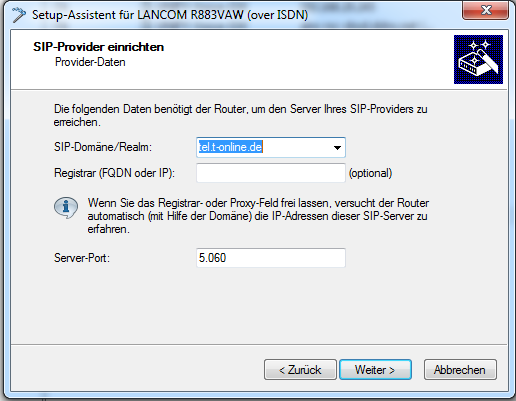 Setup-Assistent für LANCOM R883VAW (over ISDN)
SIP-Provider einrichten
Provider-Daten
Die folgenden Daten benötigt der Router, um den Server Ihres SIP-Providers zu
erreichen.
SIP-Domäne/Realm: tel.t-online.de
Registrar (FQDN oder IP): (optional)
Wenn Sie das Registrar- oder Proxy-Feld frei lassen, versucht der Router
automatisch (mit Hilfe der Domäne) die IP-Adressen dieser SIP-Server zu
erfahren.
Server-Port: 5.060
< Zurück Weiter > Abbrechen